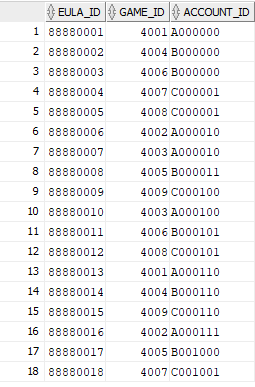 EULA_ID GAME_ID ACCOUNT_ID
1 88880001 4001 A000000
2 88880002 4004 B000000
3 88880003 4006 B000000
4 88880004 4007 C000001
5 88880005 4008 C000001
6 88880006 4002 A000010
7 88880007 4003 A000010
8 88880008 4005 B000011
9 88880009 4009 C000100
10 88880010 4003 A000100
11 88880011 4006 B000101
12 88880012 4008 C000101
13 88880013 4001 A000110
14 88880014 4004 B000110
15 88880015 4009 C000110
16 88880016 4002 A000111
17 88880017 4005 B001000
18 88880018 4007 C001001